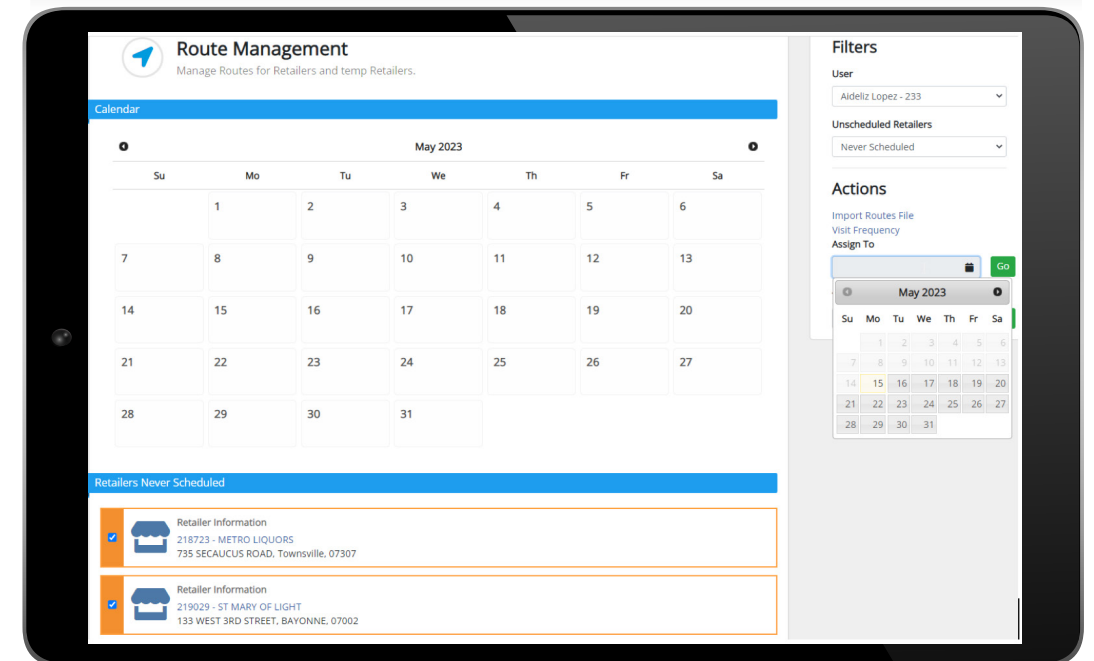 Route Management
Manage Routes for Retailers and temp Retailers.
Calendar
May 2023
Su Mo Tu We Th Fr Sa
1 2 3 4 5 6
7 8 9 10 11 12 13
14 15 16 17 18 19 20
21 22 23 24 25 26 27
28 29 30 31
Retailers Never Scheduled
Retailer Information
218723 - METRO LIQUORS
735 SECAUCUS ROAD, Townsville, 07307
Retailer Information
219029 - ST MARY OF LIGHT
133 WEST 3RD STREET, BAYONNE, 07002
Filters
User
Aideliz Lopez - 233
Unscheduled Retailers
Never Scheduled
Actions
Import Routes File
Visit Frequency
Assign To
Go
May 2023
Su Mo Tu We Th Fr Sa
1 2 3 4 5 6
7 8 9 10 11 12 13
14 15 16 17 18 19 20
21 22 23 24 25 26 27
28 29 30 31